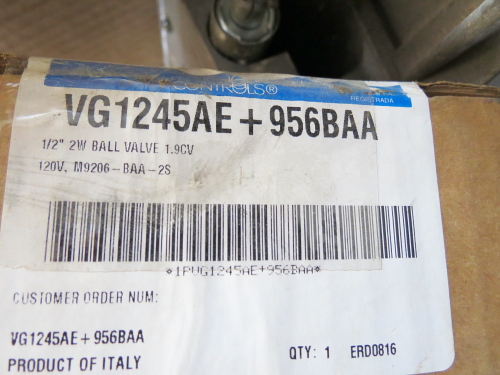 CONTROLS®
REGISTRADA
VG1245AE+956BAA
1/2" 2W BALL VALVE 1.9CV
120V, M9206-BAA-2S
*1PVG1245AE+956BAA*
CUSTOMER ORDER NUM:
VG1245AE+956BAA
PRODUCT OF ITALY
QTY: 1 ERD0816